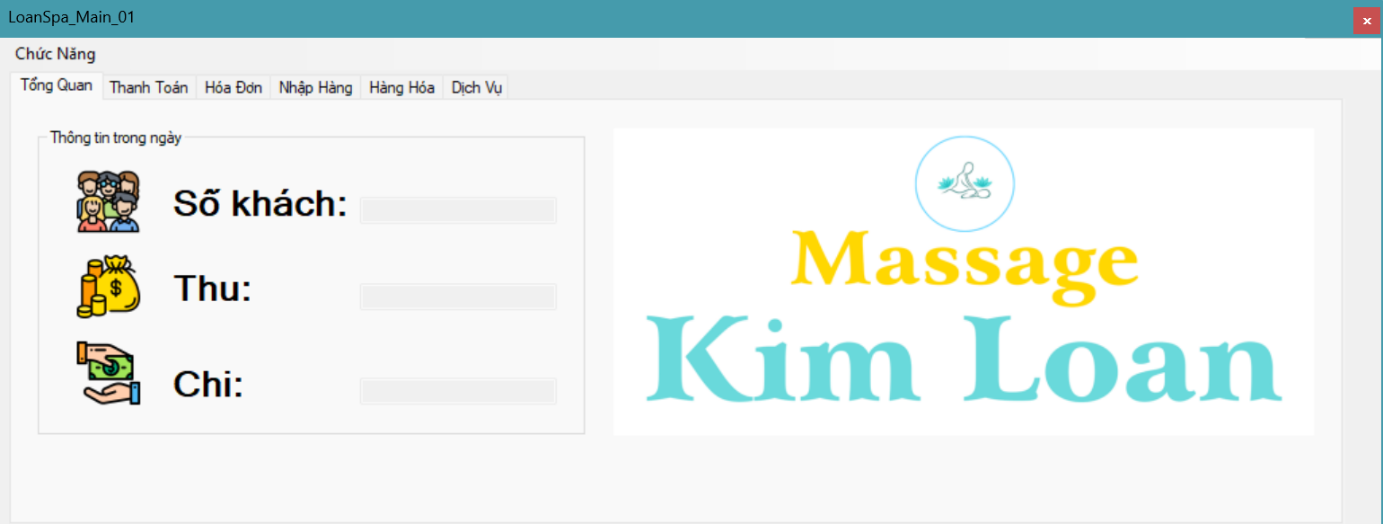 LoanSpa_Main_01
Chức Năng
Tổng Quan Thanh Toán Hóa Đơn Nhập Hàng Hàng Hóa Dịch Vụ
Thông tin trong ngày
Số khách:
Thu:
Chi:
Massage
Kim Loan